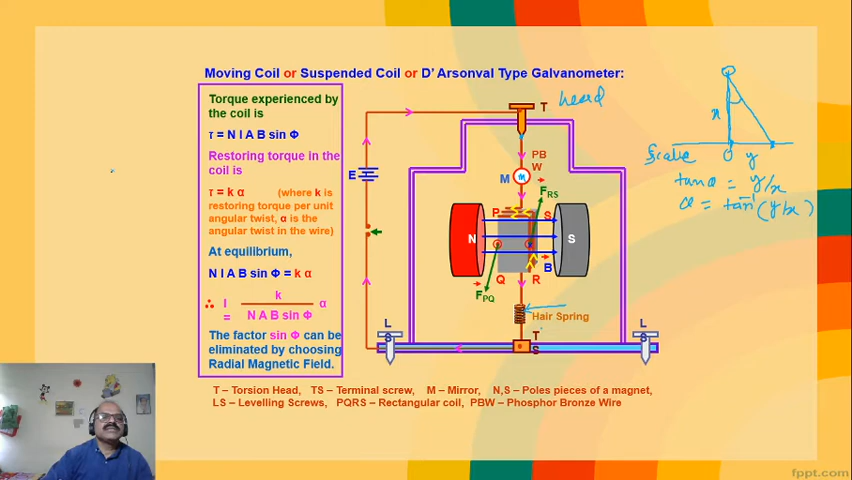 Moving Coil or Suspended Coil or D' Arsonval Type Galvanometer:
Torque experienced by
the coil is
τ = N I A B sin Φ
Restoring torque in the
coil is
τ = k α (where k is
restoring torque per unit
angular twist, α is the
angular twist in the wire)
At equilibrium,
N I A B sin Φ = k α
∴ I = k / N A B sin Φ α
The factor sin Φ can be
eliminated by choosing
Radial Magnetic Field.
T
head
E
PB
W
M
m
F RS
P
S
N
S
B
Q
R
F PQ
Hair Spring
T
S
L
S
L
S
x
Scale O y
tan α = y/x
α = tan⁻¹(y/x)
T – Torsion Head, TS – Terminal screw, M – Mirror, N,S – Poles pieces of a magnet,
LS – Levelling Screws, PQRS – Rectangular coil, PBW – Phosphor Bronze Wire
fppt.com